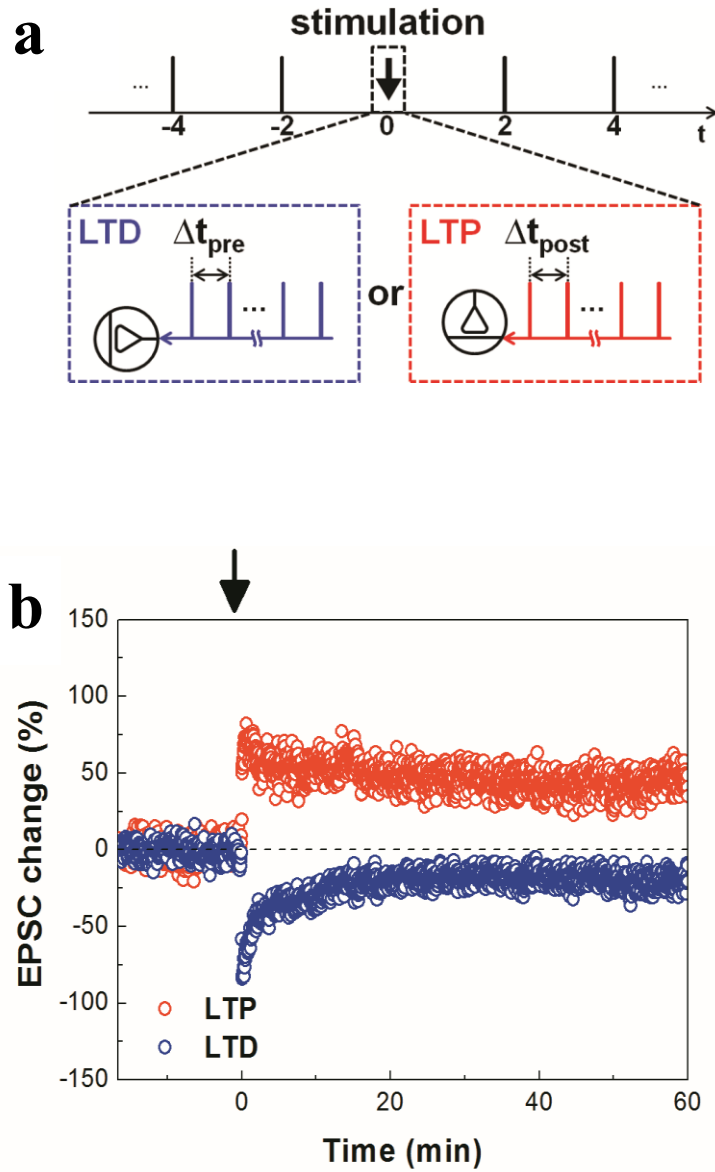 a
stimulation
... ...
-4 -2 0 2 4 t
LTD Δtpre ...
or
LTP Δtpost ...
b
150
100
50
0
-50
-100
-150
EPSC change (%)
LTP
LTD
0 20 40 60
Time (min)